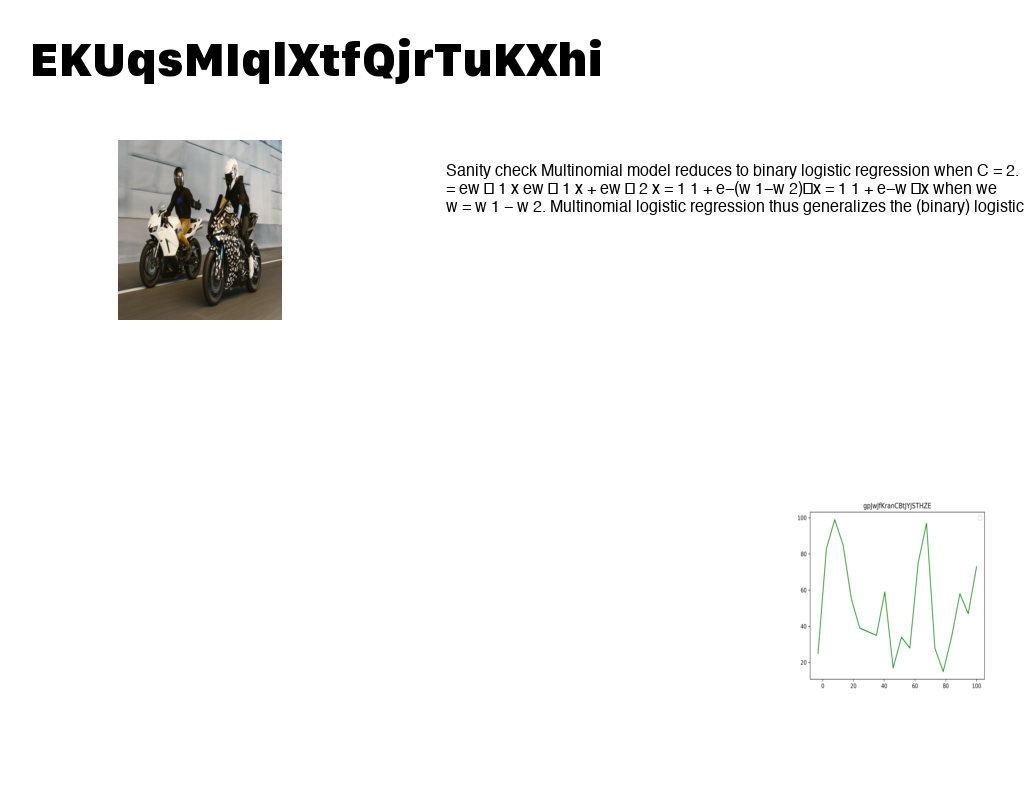 EKUqsMIqlXtfQjrTuKXhi
Sanity check Multinomial model reduces to binary logistic regression when C = 2.
= ew □ 1 x ew □ 1 x + ew □ 2 x = 1 1 + e−(w 1−w 2)□x = 1 1 + e−w □x when we
w = w 1 − w 2. Multinomial logistic regression thus generalizes the (binary) logistic
gpJwjfKranCBtJYJSTHZE
100
80
60
40
20
0 20 40 60 80 100